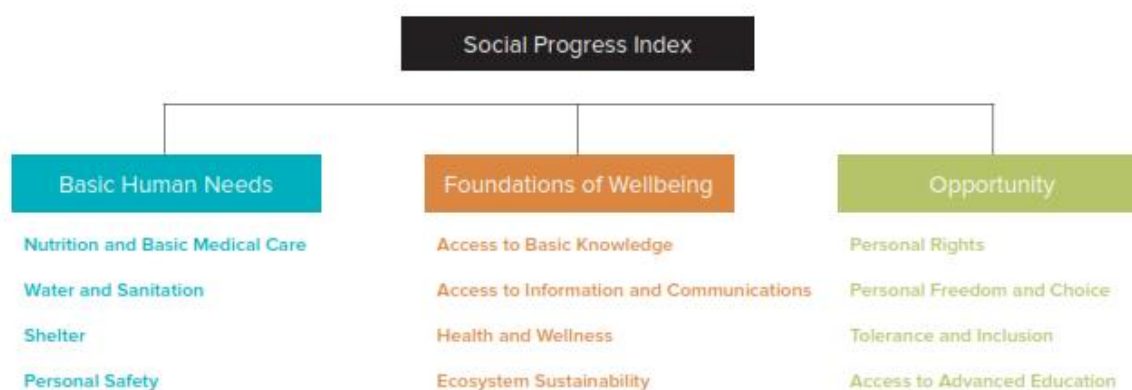 Social Progress Index
Basic Human Needs
Nutrition and Basic Medical Care
Water and Sanitation
Shelter
Personal Safety
Foundations of Wellbeing
Access to Basic Knowledge
Access to Information and Communications
Health and Wellness
Ecosystem Sustainability
Opportunity
Personal Rights
Personal Freedom and Choice
Tolerance and Inclusion
Access to Advanced Education